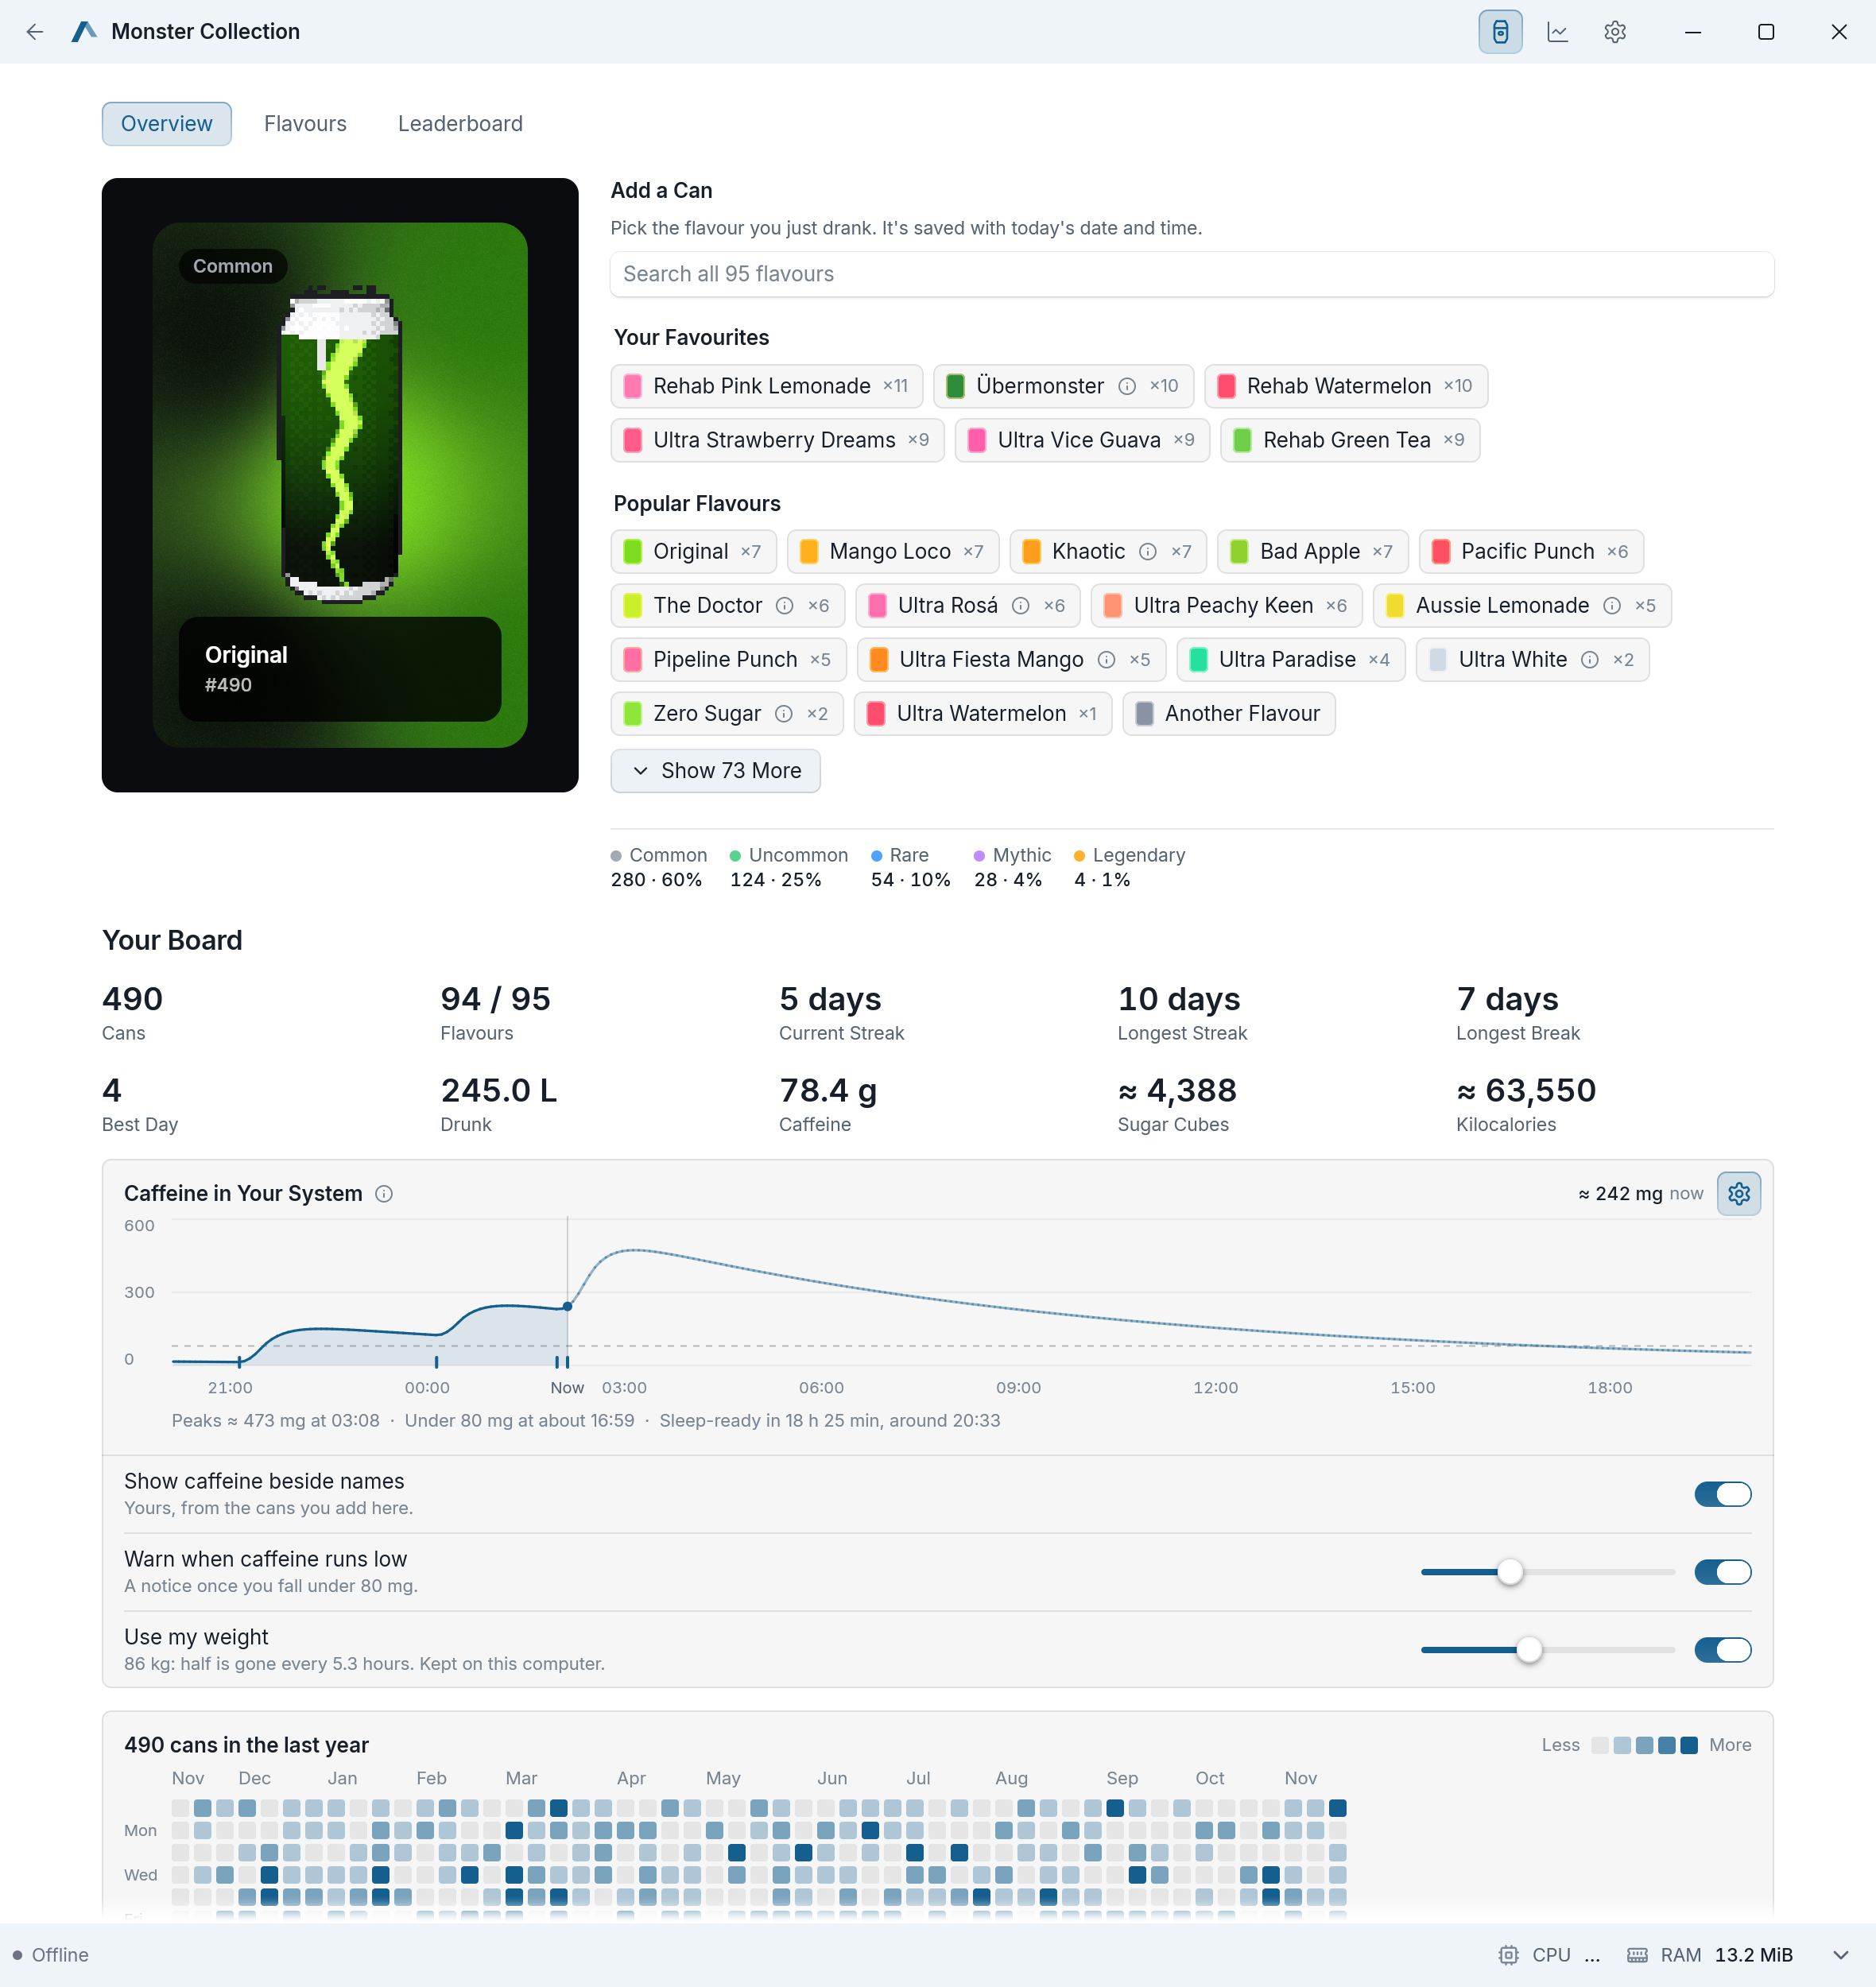 Monster Collection
Overview Flavours Leaderboard
Common
Original
#490
Add a Can
Pick the flavour you just drank. It's saved with today's date and time.
Search all 95 flavours
Your Favourites
Rehab Pink Lemonade ×11 Übermonster ×10 Rehab Watermelon ×10
Ultra Strawberry Dreams ×9 Ultra Vice Guava ×9 Rehab Green Tea ×9
Popular Flavours
Original ×7 Mango Loco ×7 Khaotic ×7 Bad Apple ×7 Pacific Punch ×6
The Doctor ×6 Ultra Rosá ×6 Ultra Peachy Keen ×6 Aussie Lemonade ×5
Pipeline Punch ×5 Ultra Fiesta Mango ×5 Ultra Paradise ×4 Ultra White ×2
Zero Sugar ×2 Ultra Watermelon ×1 Another Flavour
Show 73 More
Common Uncommon Rare Mythic Legendary
280 · 60% 124 · 25% 54 · 10% 28 · 4% 4 · 1%
Your Board
490 94 / 95 5 days 10 days 7 days
Cans Flavours Current Streak Longest Streak Longest Break
4 245.0 L 78.4 g ≈ 4,388 ≈ 63,550
Best Day Drunk Caffeine Sugar Cubes Kilocalories
Caffeine in Your System ≈ 242 mg now
600
300
0
21:00 00:00 Now 03:00 06:00 09:00 12:00 15:00 18:00
Peaks ≈ 473 mg at 03:08 · Under 80 mg at about 16:59 · Sleep-ready in 18 h 25 min, around 20:33
Show caffeine beside names
Yours, from the cans you add here.
Warn when caffeine runs low
A notice once you fall under 80 mg.
Use my weight
86 kg: half is gone every 5.3 hours. Kept on this computer.
490 cans in the last year Less More
Nov Dec Jan Feb Mar Apr May Jun Jul Aug Sep Oct Nov
Mon
Wed
Fri
Offline CPU ... RAM 13.2 MiB